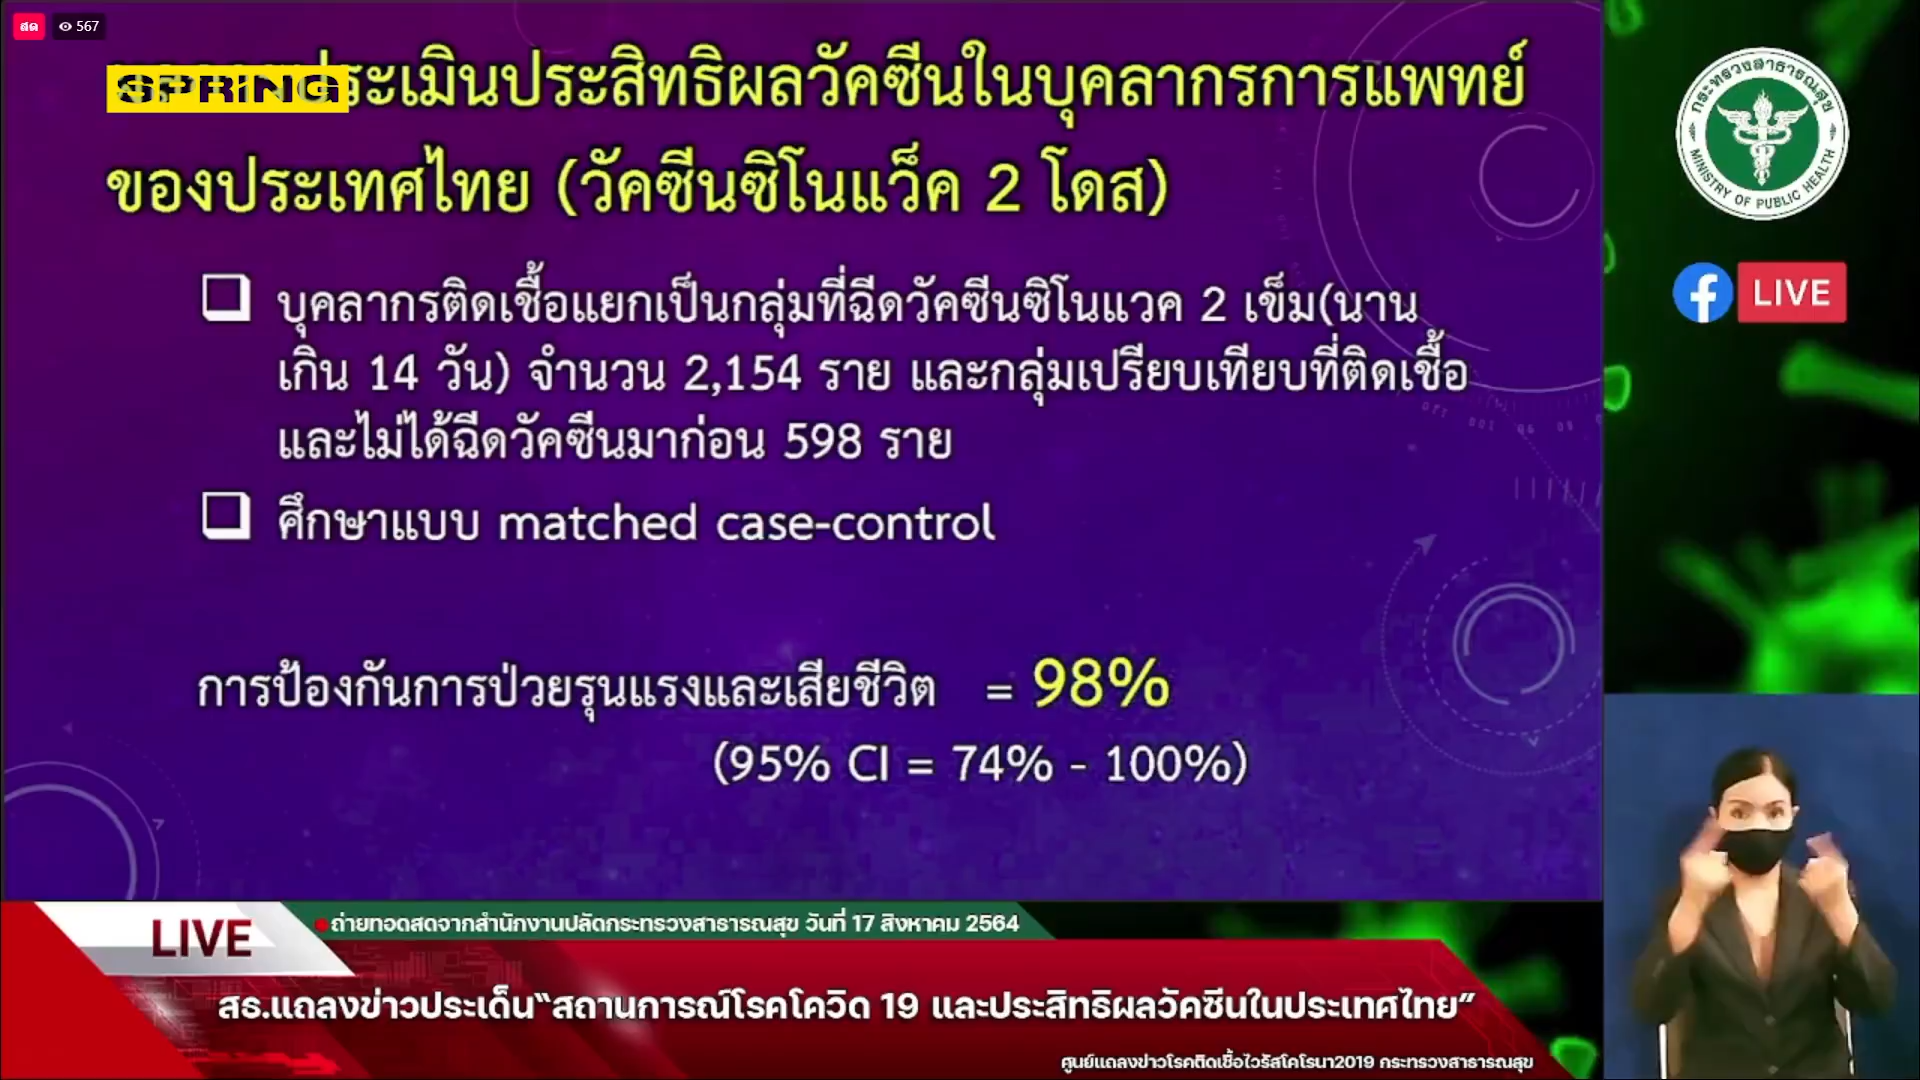 สด 567
SPRING ประเมินประสิทธิผลวัคซีนในบุคลากรการแพทย์
ของประเทศไทย (วัคซีนซิโนแว็ค 2 โดส)
บุคลากรติดเชื้อแยกเป็นกลุ่มที่ฉีดวัคซีนซิโนแวค 2 เข็ม(นาน
เกิน 14 วัน) จำนวน 2,154 ราย และกลุ่มเปรียบเทียบที่ติดเชื้อ
และไม่ได้ฉีดวัคซีนมาก่อน 598 ราย
ศึกษาแบบ matched case-control
การป้องกันการป่วยรุนแรงและเสียชีวิต = 98%
(95% CI = 74% - 100%)
กระทรวงสาธารณสุข
MINISTRY OF PUBLIC HEALTH
LIVE
LIVE
ถ่ายทอดสดจากสำนักงานปลัดกระทรวงสาธารณสุข วันที่ 17 สิงหาคม 2564
สธ.แถลงข่าวประเด็น“สถานการณ์โรคโควิด 19 และประสิทธิผลวัคซีนในประเทศไทย”
ศูนย์แถลงข่าวโรคติดเชื้อไวรัสโคโรนา2019 กระทรวงสาธารณสุข